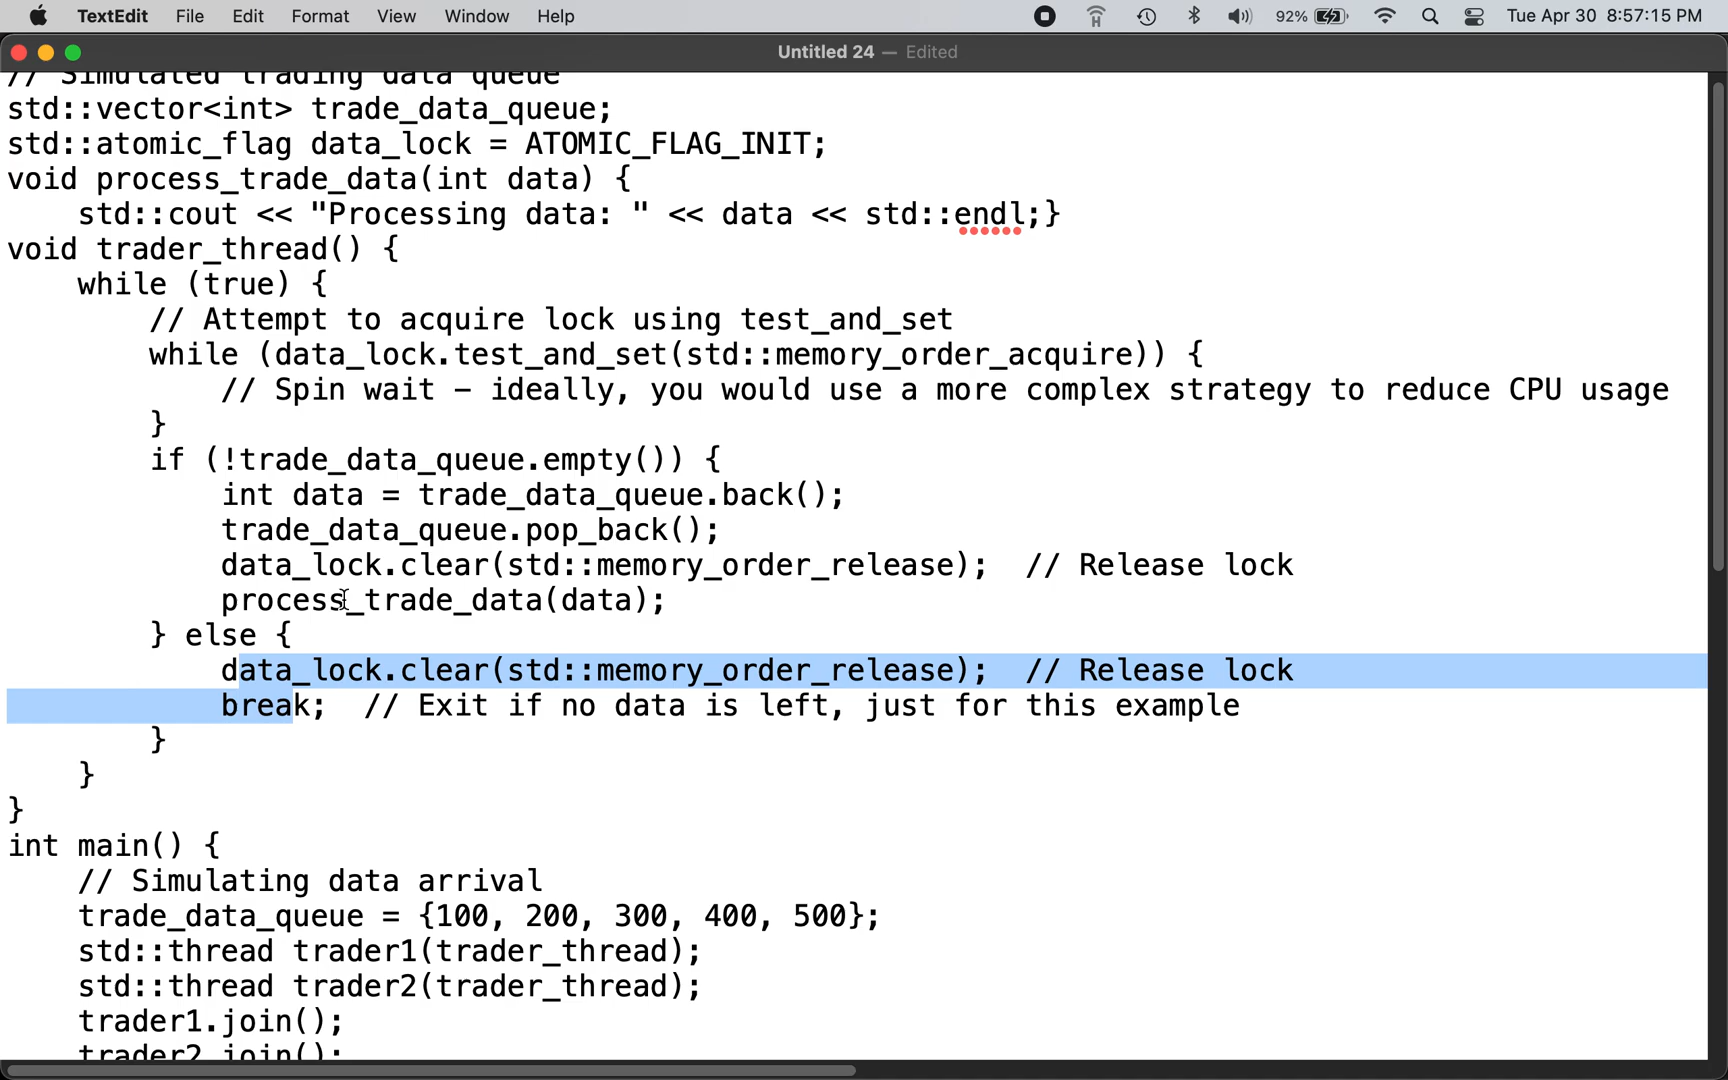 TextEdit File Edit Format View Window Help 92% Tue Apr 30 8:57:15 PM
Untitled 24 — Edited
// Simulated trading data queue
std::vector<int> trade_data_queue;
std::atomic_flag data_lock = ATOMIC_FLAG_INIT;
void process_trade_data(int data) {
    std::cout << "Processing data: " << data << std::endl;}
void trader_thread() {
    while (true) {
        // Attempt to acquire lock using test_and_set
        while (data_lock.test_and_set(std::memory_order_acquire)) {
            // Spin wait – ideally, you would use a more complex strategy to reduce CPU usage
        }
        if (!trade_data_queue.empty()) {
            int data = trade_data_queue.back();
            trade_data_queue.pop_back();
            data_lock.clear(std::memory_order_release);  // Release lock
            process_trade_data(data);
        } else {
            data_lock.clear(std::memory_order_release);  // Release lock
            break;  // Exit if no data is left, just for this example
        }
    }
}
int main() {
    // Simulating data arrival
    trade_data_queue = {100, 200, 300, 400, 500};
    std::thread trader1(trader_thread);
    std::thread trader2(trader_thread);
    trader1.join();
    trader2.join();